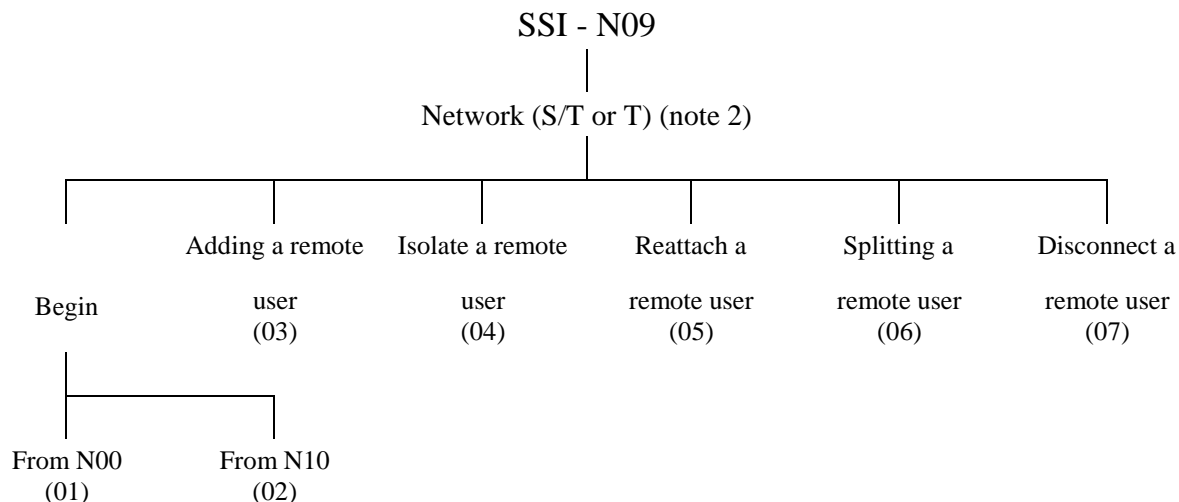 SSI - N09
Network (S/T or T) (note 2)
Adding a remote
user
(03)
Isolate a remote
user
(04)
Reattach a
remote user
(05)
Splitting a
remote user
(06)
Disconnect a
remote user
(07)
Begin
From N00
(01)
From N10
(02)